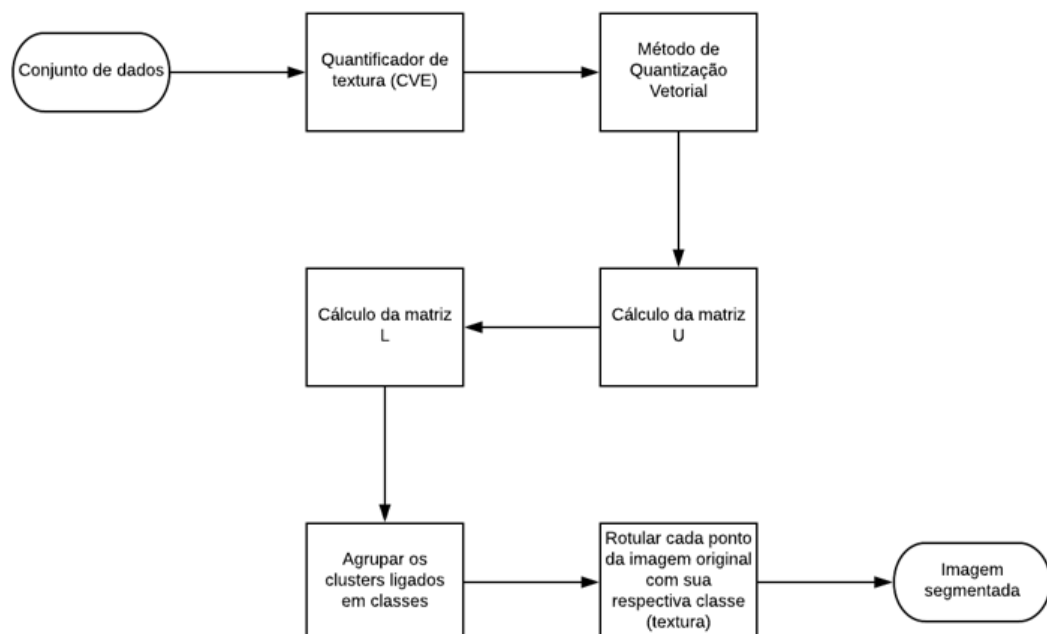 Conjunto de dados
Quantificador de
textura (CVE)
Método de
Quantização
Vetorial
Cálculo da matriz
L
Cálculo da matriz
U
Agrupar os
clusters ligados
em classes
Rotular cada ponto
da imagem original
com sua
respectiva classe
(textura)
Imagem
segmentada